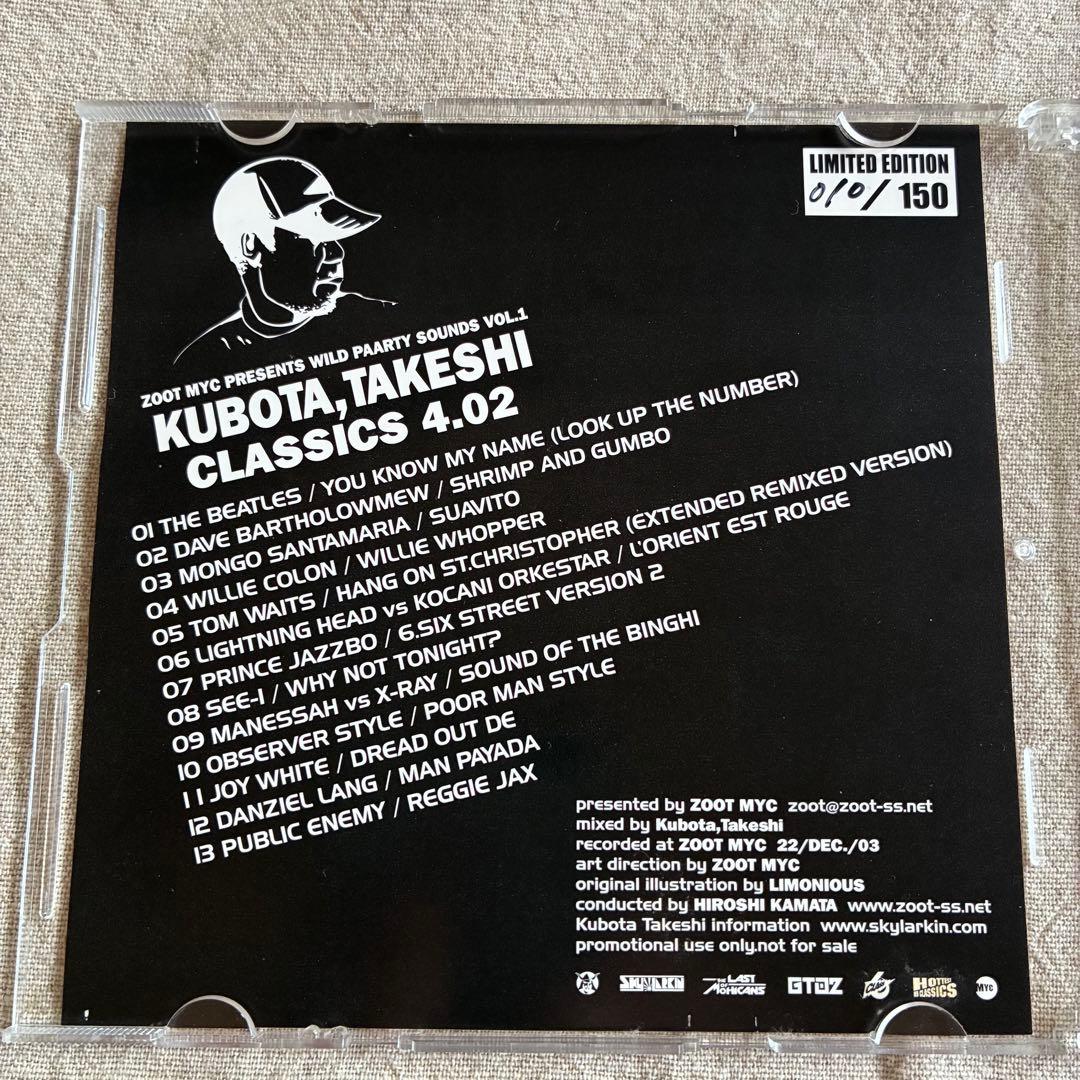 LIMITED EDITION
010/ 150
ZOOT MYC PRESENTS WILD PAARTY SOUNDS VOL.1
KUBOTA,TAKESHI
CLASSICS 4.02
01 THE BEATLES / YOU KNOW MY NAME (LOOK UP THE NUMBER)
02 DAVE BARTHOLOWMEW / SHRIMP AND GUMBO
03 MONGO SANTAMARIA / SUAVITO
04 WILLIE COLON / WILLIE WHOPPER
05 TOM WAITS / HANG ON ST.CHRISTOPHER (EXTENDED REMIXED VERSION)
06 LIGHTNING HEAD vs KOCANI ORKESTAR / L'ORIENT EST ROUGE
07 PRINCE JAZZBO / 6.SIX STREET VERSION 2
08 SEE-I / WHY NOT TONIGHT?
09 MANESSAH vs X-RAY / SOUND OF THE BINGHI
10 OBSERVER STYLE / POOR MAN STYLE
11 JOY WHITE / DREAD OUT DE
12 DANZIEL LANG / MAN PAYADA
13 PUBLIC ENEMY / REGGIE JAX
presented by ZOOT MYC zoot@zoot-ss.net
mixed by Kubota,Takeshi
recorded at ZOOT MYC 22/DEC./03
art direction by ZOOT MYC
original illustration by LIMONIOUS
conducted by HIROSHI KAMATA www.zoot-ss.net
Kubota Takeshi information www.skylarkin.com
promotional use only.not for sale
SKYLARKIN THE LAST OF MOHICANS GTOZ HOTTER CLASSICS MYC